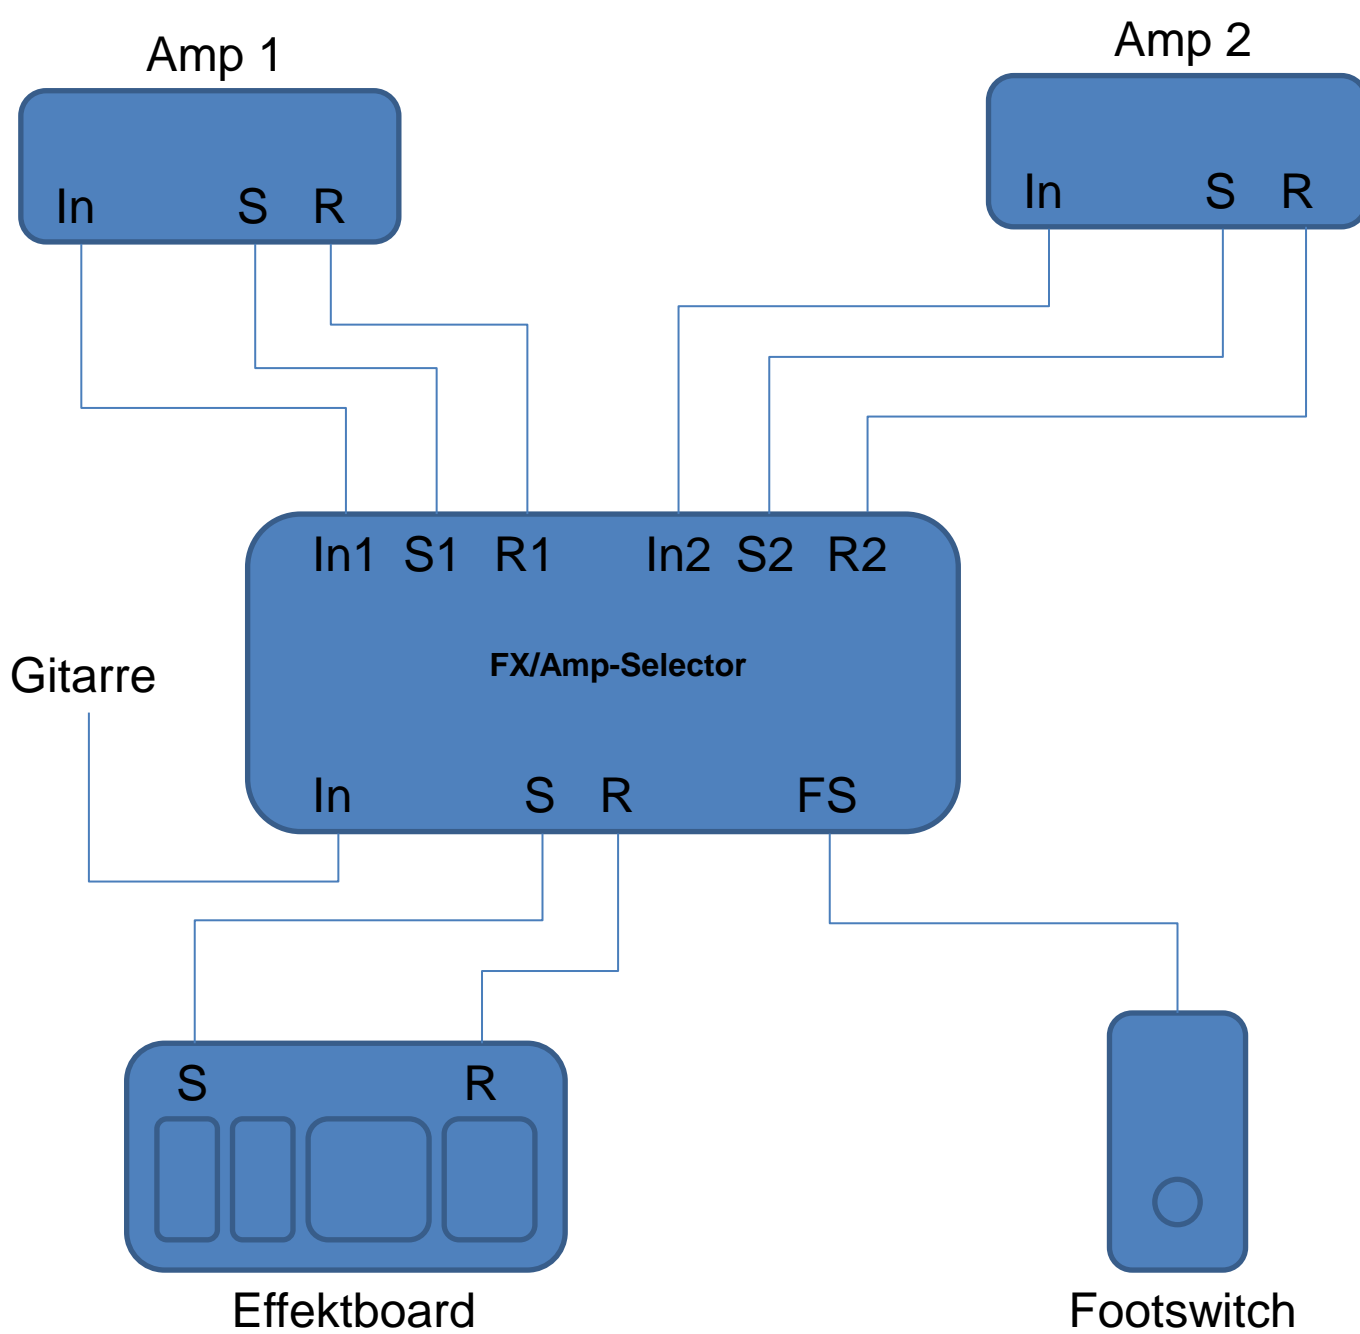 Amp 1
Amp 2
In S R
In S R
In1 S1 R1 In2 S2 R2
FX/Amp-Selector
Gitarre
In S R FS
S R
Effektboard
Footswitch